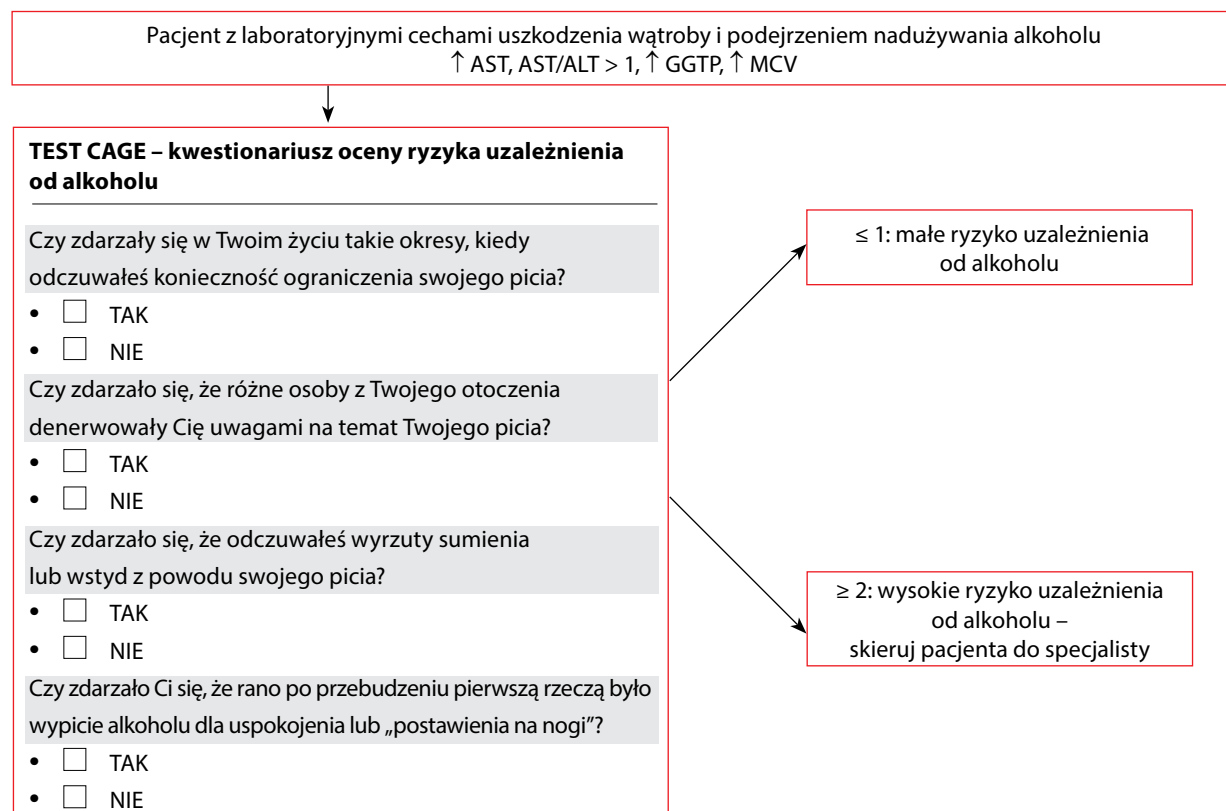 Pacjent z laboratoryjnymi cechami uszkodzenia wątroby i podejrzeniem nadużywania alkoholu
↑ AST, AST/ALT > 1, ↑ GGTP, ↑ MCV
TEST CAGE – kwestionariusz oceny ryzyka uzależnienia
od alkoholu
Czy zdarzały się w Twoim życiu takie okresy, kiedy
odczuwałeś konieczność ograniczenia swojego picia?
• ☐ TAK
• ☐ NIE
Czy zdarzało się, że różne osoby z Twojego otoczenia
denerwowały Cię uwagami na temat Twojego picia?
• ☐ TAK
• ☐ NIE
Czy zdarzało się, że odczuwałeś wyrzuty sumienia
lub wstyd z powodu swojego picia?
• ☐ TAK
• ☐ NIE
Czy zdarzało Ci się, że rano po przebudzeniu pierwszą rzeczą było
wypicie alkoholu dla uspokojenia lub „postawienia na nogi”?
• ☐ TAK
• ☐ NIE
≤ 1: małe ryzyko uzależnienia
od alkoholu
≥ 2: wysokie ryzyko uzależnienia
od alkoholu –
skieruj pacjenta do specjalisty